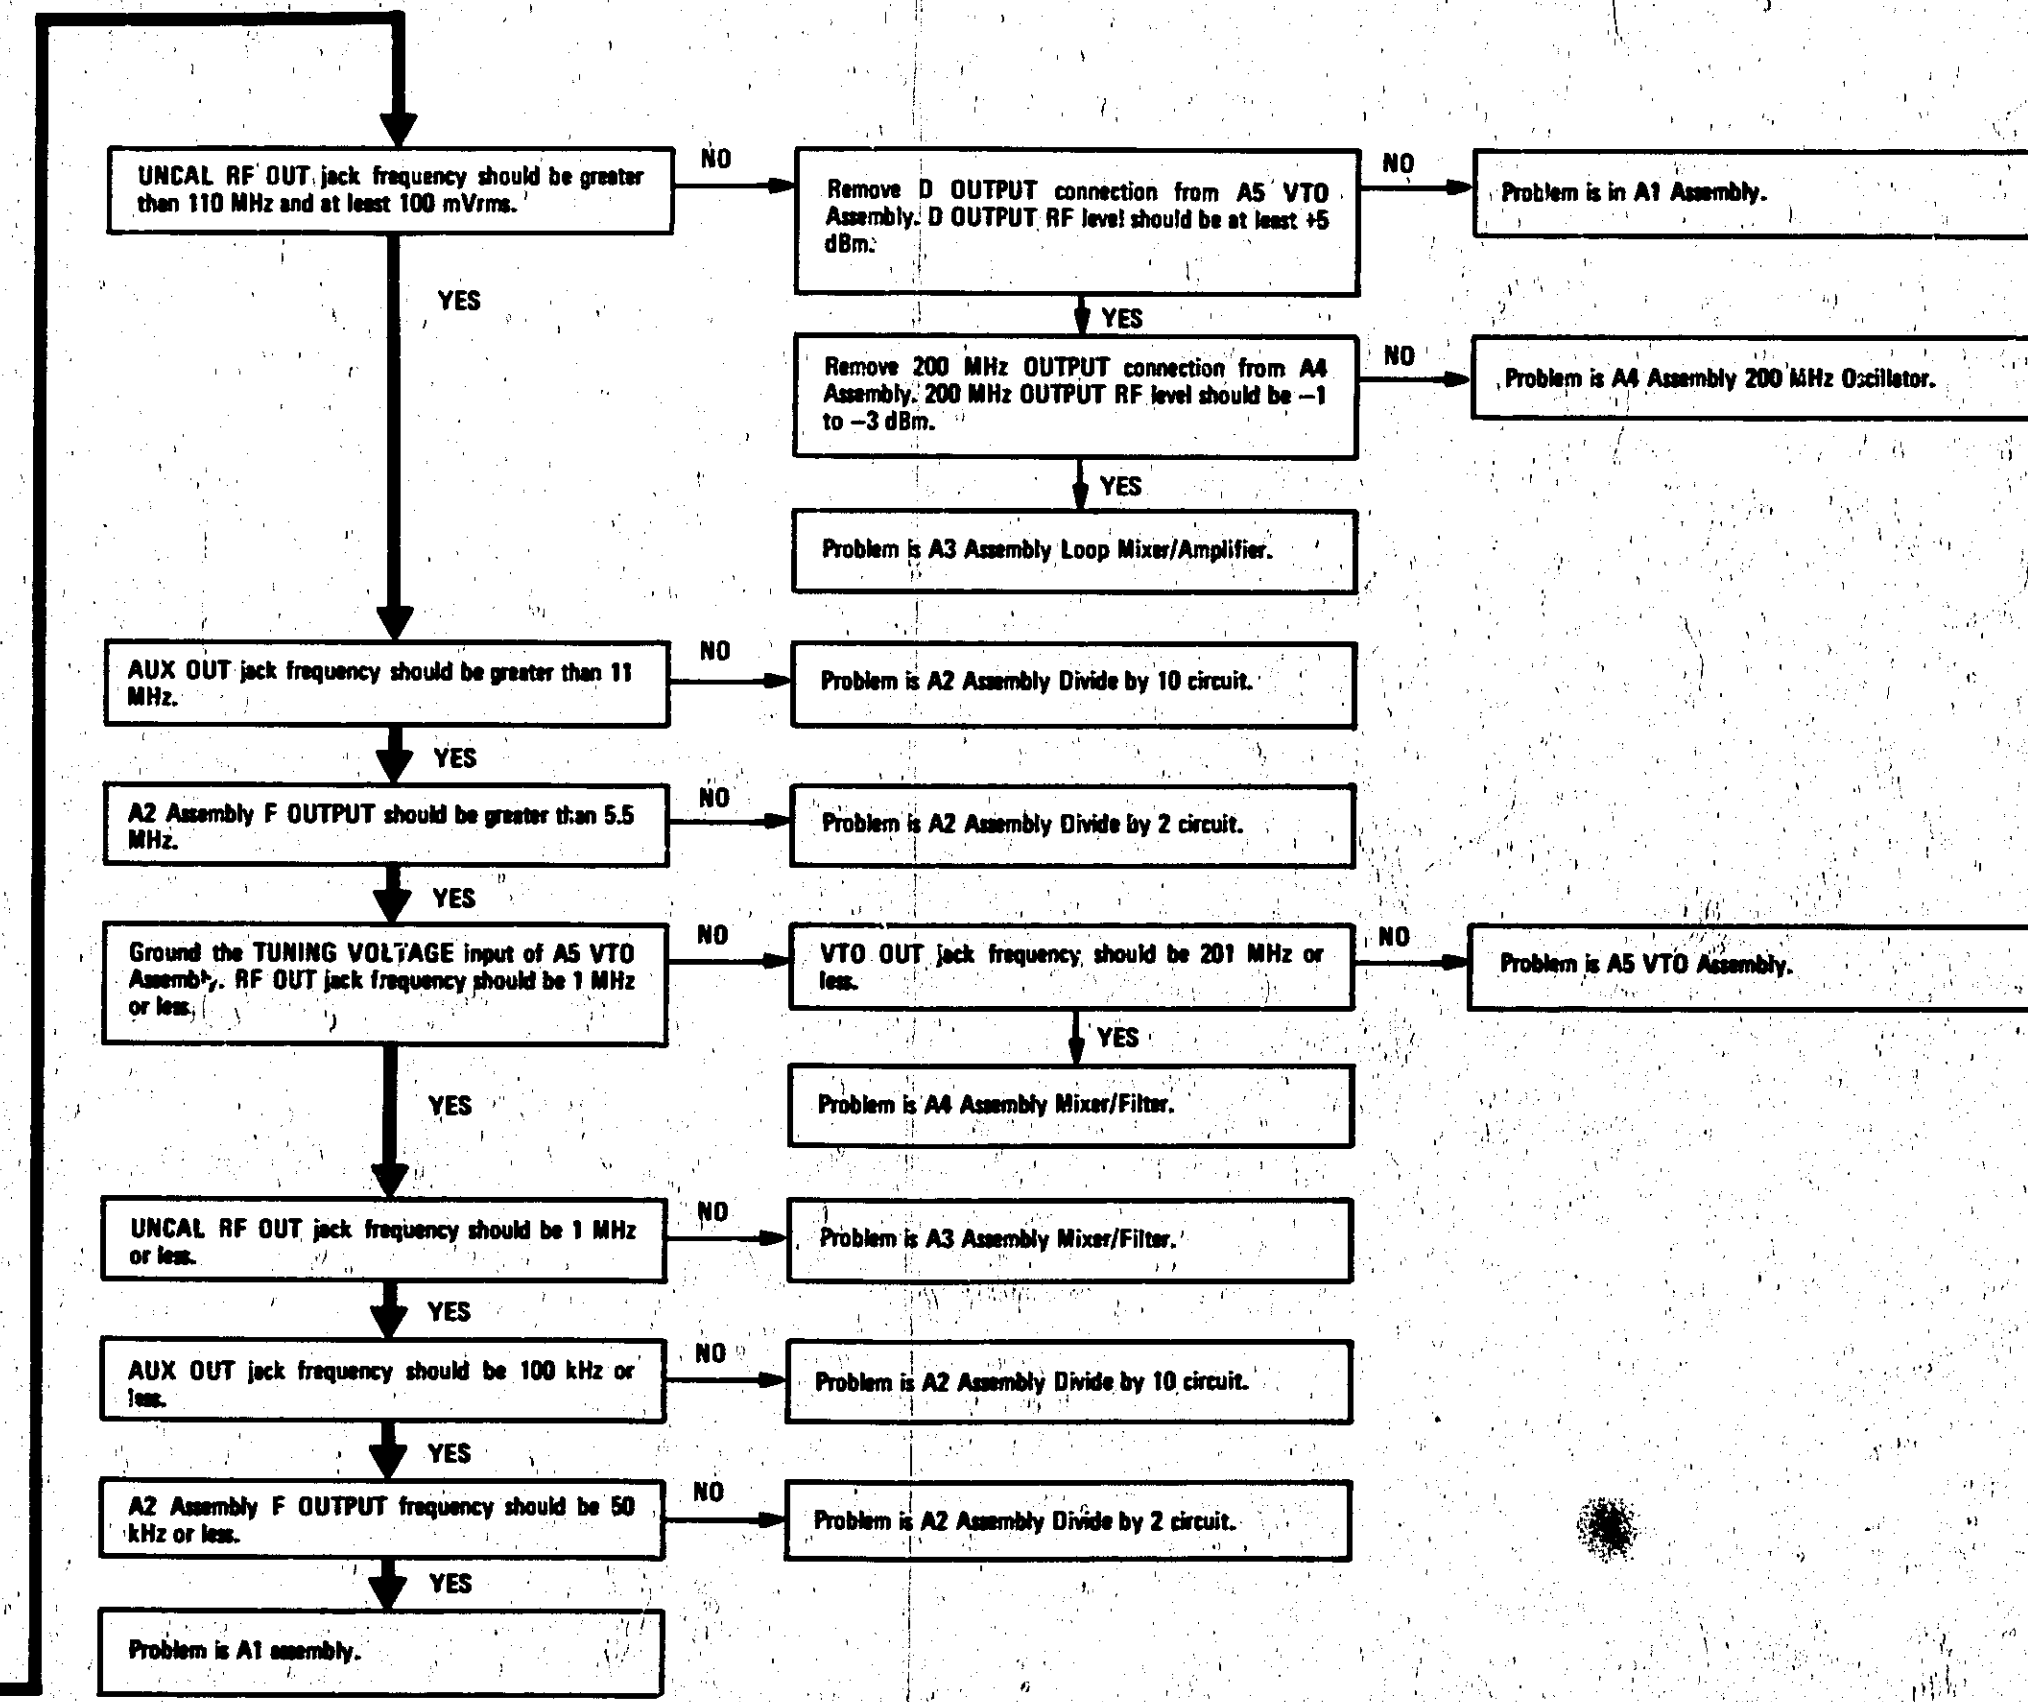 UNCAL RF OUT jack frequency should be greater
than 110 MHz and at least 100 mVrms.
NO
Remove D OUTPUT connection from A5 VTO
Assembly. D OUTPUT RF level should be at least +5
dBm.
NO
Problem is in A1 Assembly.
YES
YES
Remove 200 MHz OUTPUT connection from A4
Assembly. 200 MHz OUTPUT RF level should be −1
to −3 dBm.
NO
Problem is A4 Assembly 200 MHz Oscillator.
YES
Problem is A3 Assembly Loop Mixer/Amplifier.
AUX OUT jack frequency should be greater than 11
MHz.
NO
Problem is A2 Assembly Divide by 10 circuit.
YES
A2 Assembly F OUTPUT should be greater than 5.5
MHz.
NO
Problem is A2 Assembly Divide by 2 circuit.
YES
Ground the TUNING VOLTAGE input of A5 VTO
Assembly. RF OUT jack frequency should be 1 MHz
or less.
NO
VTO OUT jack frequency should be 201 MHz or
less.
NO
Problem is A5 VTO Assembly.
YES
Problem is A4 Assembly Mixer/Filter.
YES
UNCAL RF OUT jack frequency should be 1 MHz
or less.
NO
Problem is A3 Assembly Mixer/Filter.
YES
AUX OUT jack frequency should be 100 kHz or
less.
NO
Problem is A2 Assembly Divide by 10 circuit.
YES
A2 Assembly F OUTPUT frequency should be 50
kHz or less.
NO
Problem is A2 Assembly Divide by 2 circuit.
YES
Problem is A1 assembly.